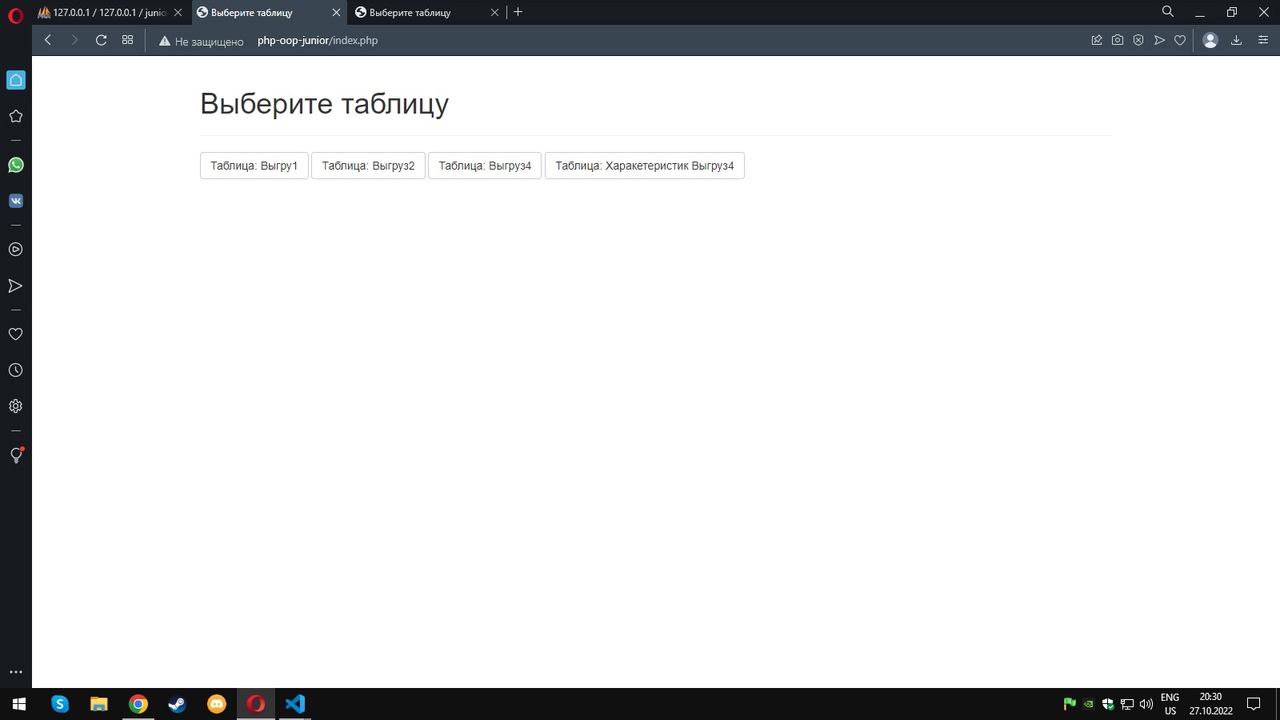 127.0.0.1 / 127.0.0.1 / junio
Выберите таблицу
Выберите таблицу
Не защищено
php-oop-junior/index.php
Выберите таблицу
Таблица: Выгру1
Таблица: Выгруз2
Таблица: Выгруз4
Таблица: Характеристик Выгруз4
ENG
US
20:30
27.10.2022